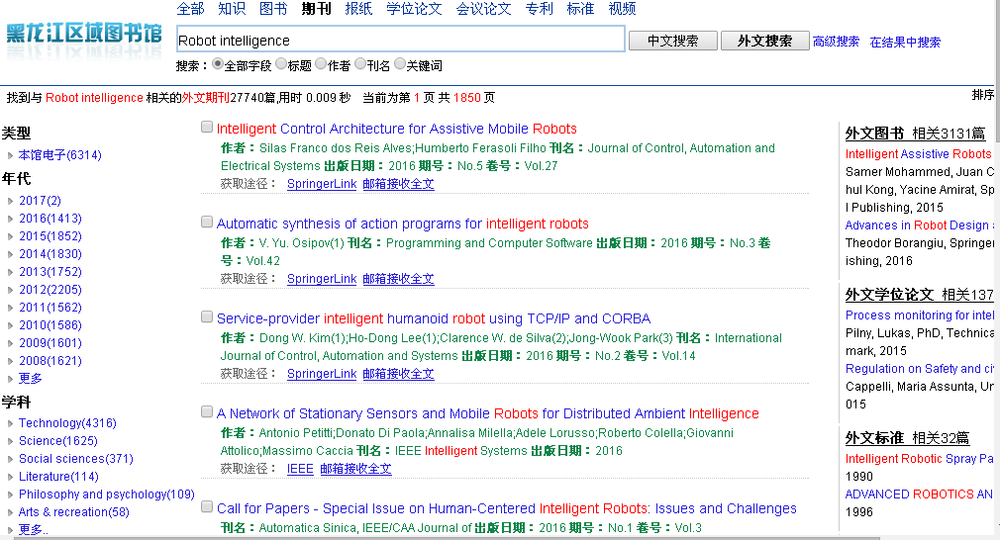 全部 知识 图书 期刊 报纸 学位论文 会议论文 专利 标准 视频
黑龙江区域图书馆
Robot intelligence 中文搜索 外文搜索 高级搜索 在结果中搜索
搜索：全部字段 标题 作者 刊名 关键词
找到与 Robot intelligence 相关的外文期刊27740篇,用时 0.009 秒 当前为第 1 页 共 1850 页 排序
类型
本馆电子(6314)
年代
2017(2)
2016(1413)
2015(1852)
2014(1830)
2013(1752)
2012(2205)
2011(1562)
2010(1586)
2009(1601)
2008(1621)
更多
学科
Technology(4316)
Science(1625)
Social sciences(371)
Literature(114)
Philosophy and psychology(109)
Arts & recreation(58)
更多..
Intelligent Control Architecture for Assistive Mobile Robots
作者：Silas Franco dos Reis Alves;Humberto Ferasoli Filho 刊名：Journal of Control, Automation and
Electrical Systems 出版日期：2016 期号：No.5 卷号：Vol.27
获取途径： SpringerLink 邮箱接收全文
Automatic synthesis of action programs for intelligent robots
作者：V. Yu. Osipov(1) 刊名：Programming and Computer Software 出版日期：2016 期号：No.3 卷
号：Vol.42
获取途径： SpringerLink 邮箱接收全文
Service-provider intelligent humanoid robot using TCP/IP and CORBA
作者：Dong W. Kim(1);Ho-Dong Lee(1);Clarence W. de Silva(2);Jong-Wook Park(3) 刊名：International
Journal of Control, Automation and Systems 出版日期：2016 期号：No.2 卷号：Vol.14
获取途径： SpringerLink 邮箱接收全文
A Network of Stationary Sensors and Mobile Robots for Distributed Ambient Intelligence
作者：Antonio Petitti;Donato Di Paola;Annalisa Milella;Adele Lorusso;Roberto Colella;Giovanni
Attolico;Massimo Caccia 刊名：IEEE Intelligent Systems 出版日期：2016
获取途径： IEEE 邮箱接收全文
Call for Papers - Special Issue on Human-Centered Intelligent Robots: Issues and Challenges
刊名：Automatica Sinica, IEEE/CAA Journal of 出版日期：2016 期号：No.1 卷号：Vol.3
外文图书 相关3131篇
Intelligent Assistive Robots
Samer Mohammed, Juan C
hul Kong, Yacine Amirat, Sp
l Publishing, 2015
Advances in Robot Design a
Theodor Borangiu, Springer
ishing, 2016
外文学位论文 相关137
Process monitoring for intel
Pilny, Lukas, PhD, Technica
mark, 2015
Regulation on Safety and ci
Cappelli, Maria Assunta, Un
015
外文标准 相关32篇
Intelligent Robotic Spray Pa
1990
ADVANCED ROBOTICS AN
1996